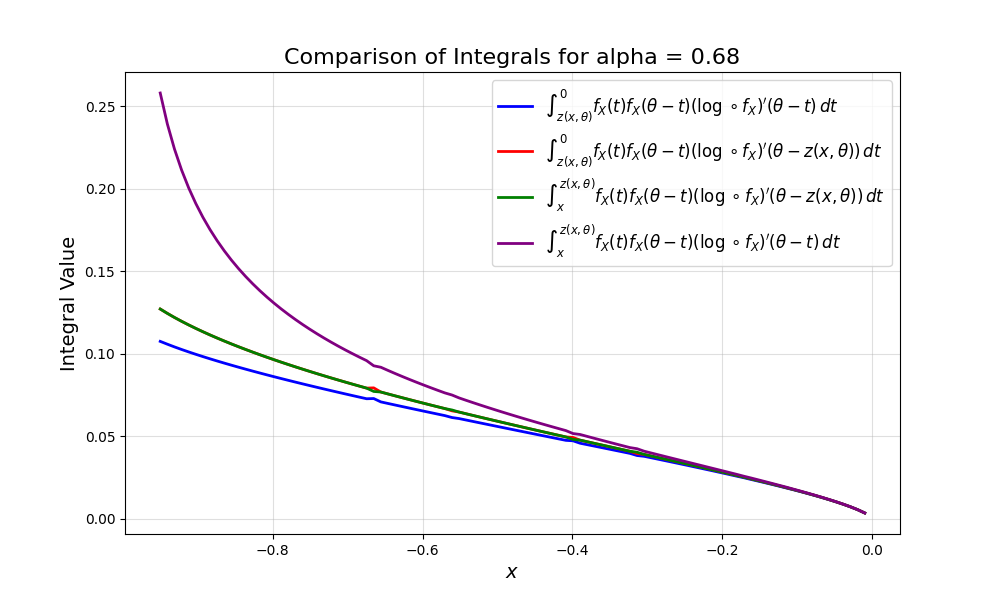 Comparison of Integrals for alpha = 0.68
∫_{z(x, θ)}^{0} f_X(t)f_X(θ − t)(log ∘ f_X)′(θ − t) dt
∫_{z(x, θ)}^{0} f_X(t)f_X(θ − t)(log ∘ f_X)′(θ − z(x, θ)) dt
∫_{x}^{z(x, θ)} f_X(t)f_X(θ − t)(log ∘ f_X)′(θ − z(x, θ)) dt
∫_{x}^{z(x, θ)} f_X(t)f_X(θ − t)(log ∘ f_X)′(θ − t) dt
Integral Value
0.25
0.20
0.15
0.10
0.05
0.00
−0.8
−0.6
−0.4
−0.2
0.0
x